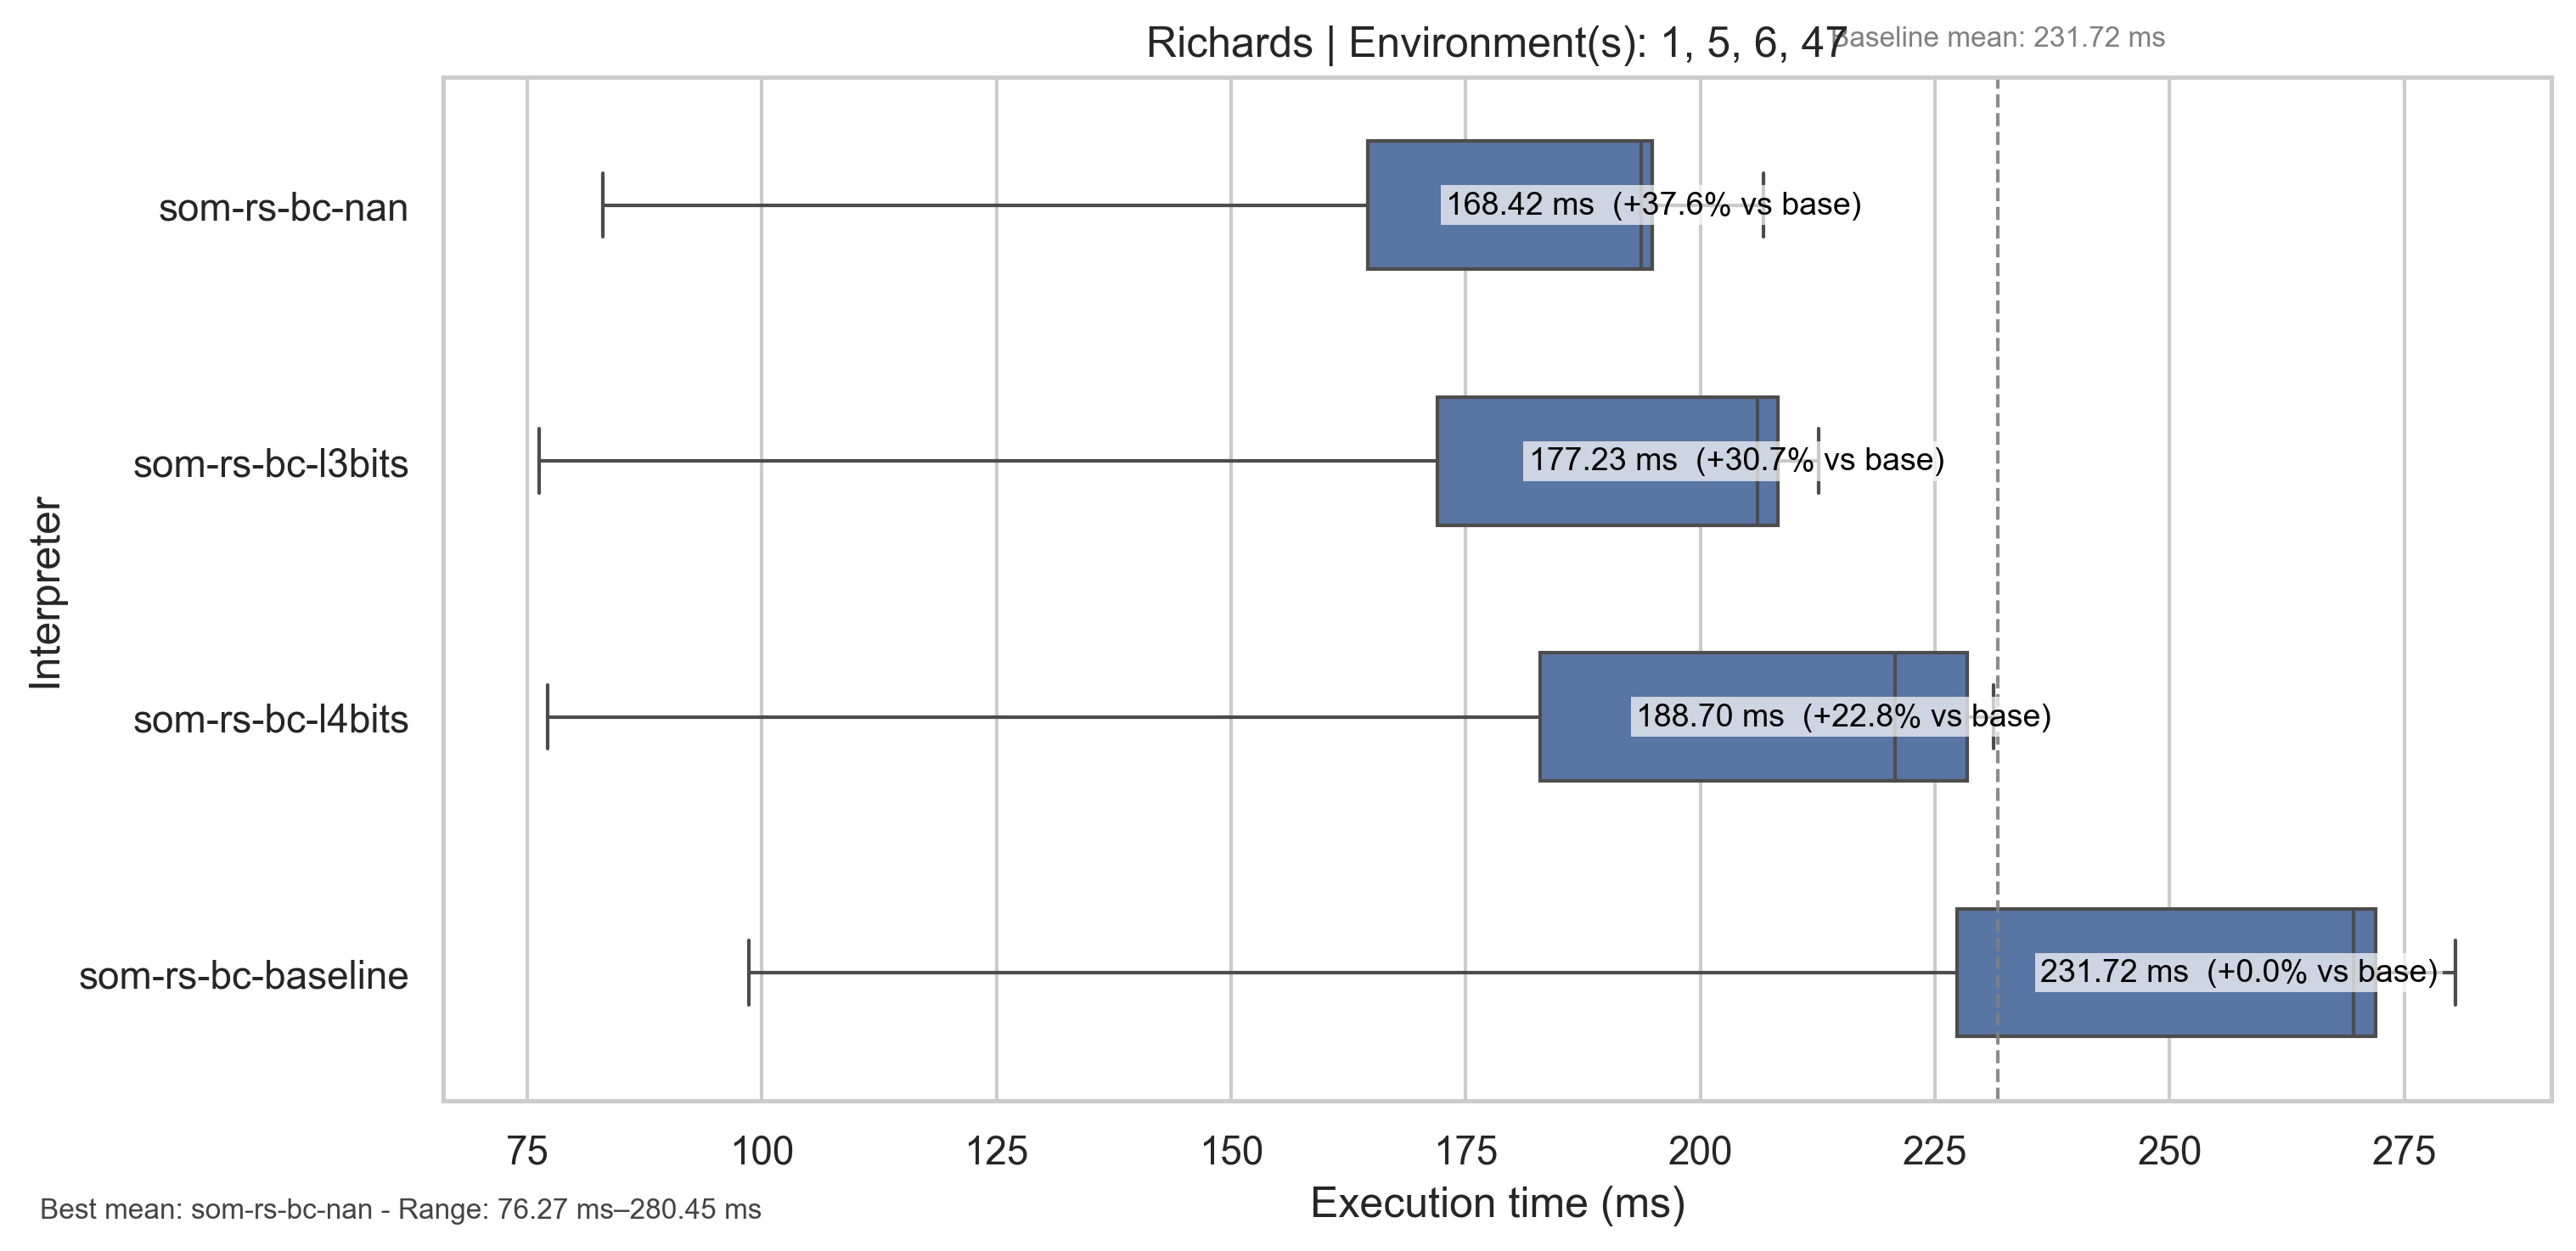 Richards | Environment(s): 1, 5, 6, 47
Baseline mean: 231.72 ms
Interpreter
som-rs-bc-nan
168.42 ms (+37.6% vs base)
som-rs-bc-l3bits
177.23 ms (+30.7% vs base)
som-rs-bc-l4bits
188.70 ms (+22.8% vs base)
som-rs-bc-baseline
231.72 ms (+0.0% vs base)
75 100 125 150 175 200 225 250 275
Execution time (ms)
Best mean: som-rs-bc-nan - Range: 76.27 ms–280.45 ms